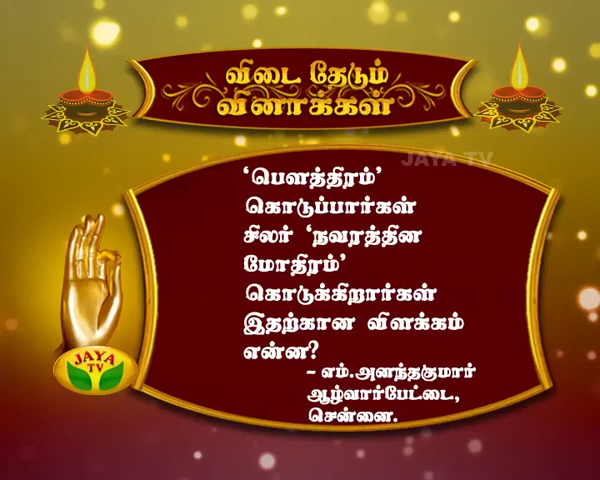 விடை தேடும்
வினாக்கள்
JAYA TV
‘பௌத்திரம்’
கொடுப்பார்கள்
சிலர் ‘நவரத்தின
மோதிரம்’
கொடுக்கிறார்கள்
இதற்கான விளக்கம்
என்ன?
~ எம்.அனந்தகுமார்
ஆழ்வார்பேட்டை,
சென்னை.
JAYA
TV